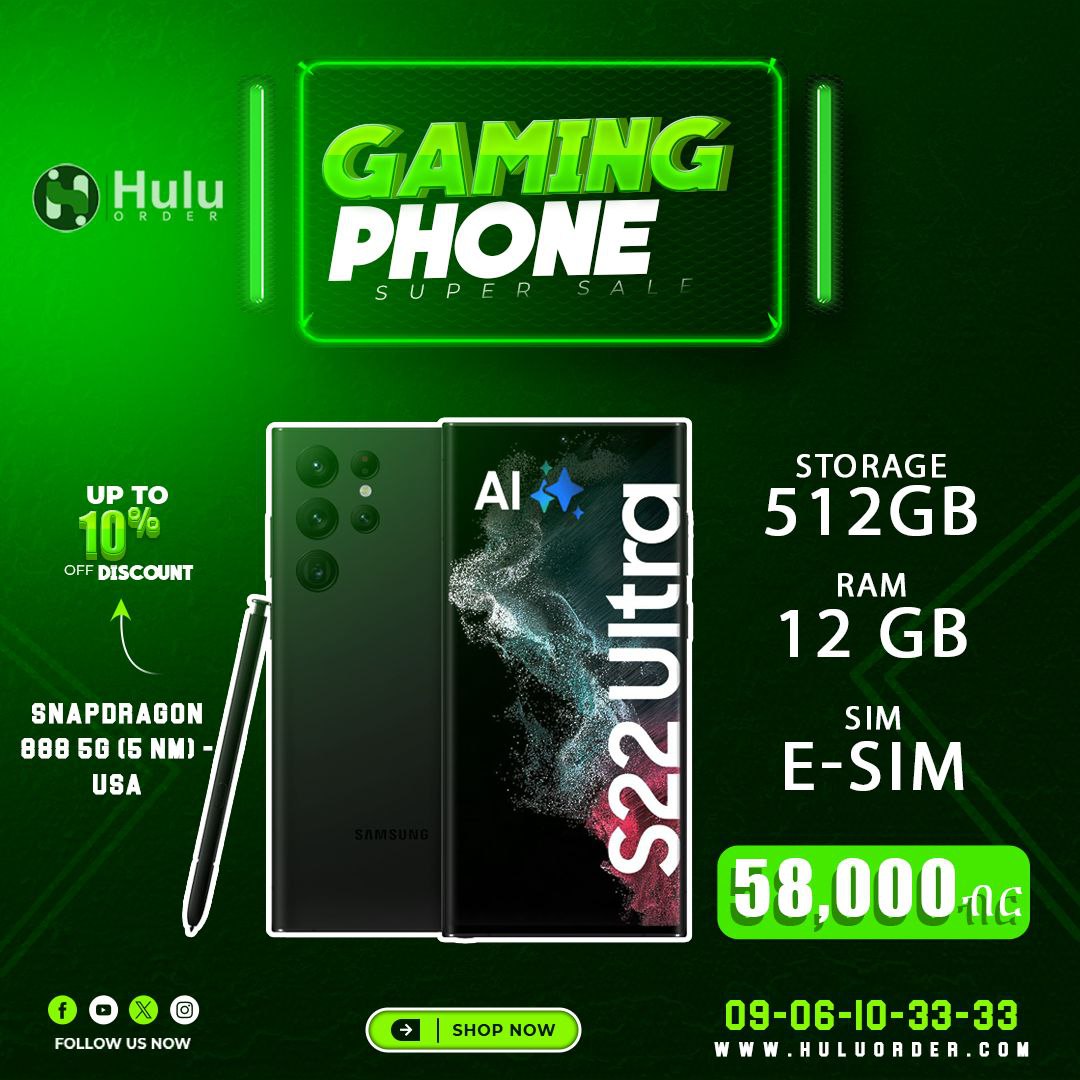 Hulu
ORDER
GAMING
PHONE
SUPER SALE
UP TO
10%
OFF DISCOUNT
SNAPDRAGON
888 5G (5 NM) -
USA
SAMSUNG
AI
S22 Ultra
STORAGE
512GB
RAM
12 GB
SIM
E-SIM
58,000 ብር
FOLLOW US NOW
SHOP NOW
09-06-10-33-33
WWW.HULUORDER.COM